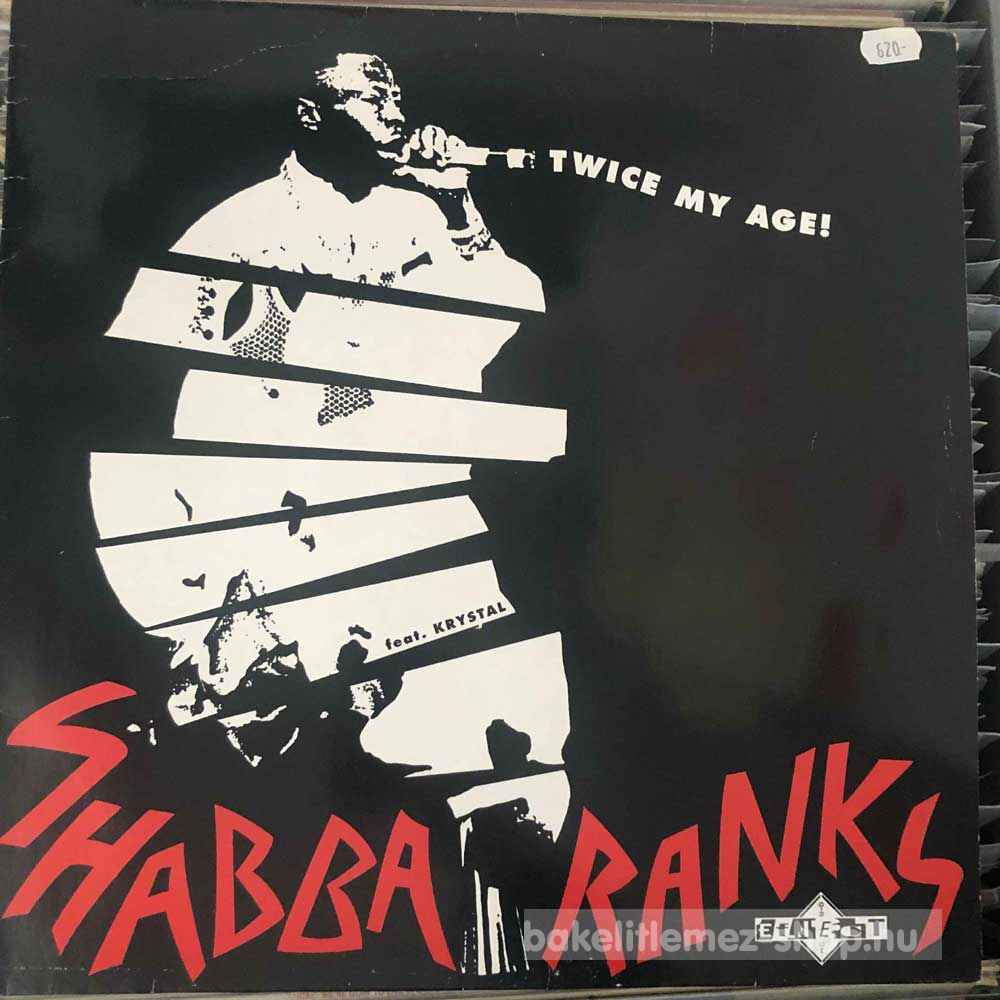 620.-
TWICE MY AGE!
feat. KRYSTAL
SHABBA RANKS
bakelitlemez-shop.hu